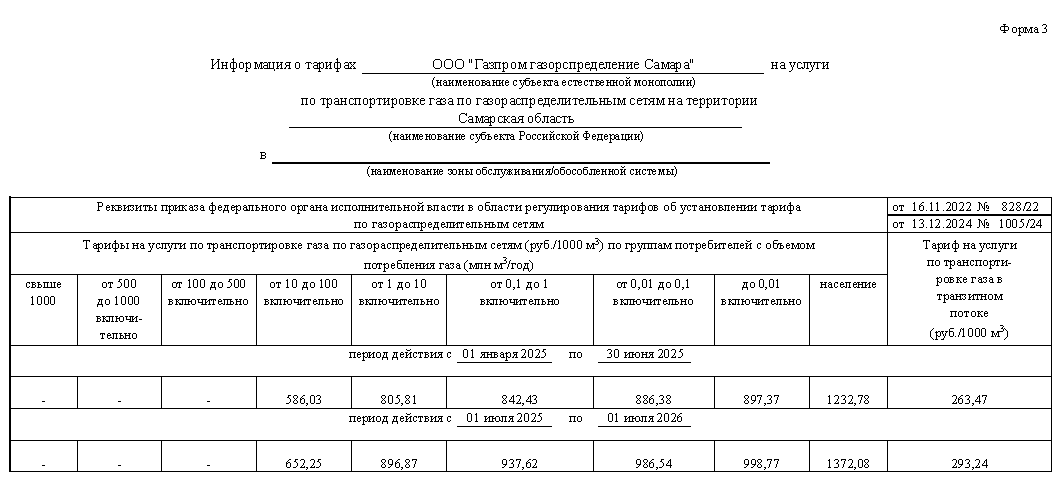 Форма 3
Информация о тарифах ООО "Газпром газораспределение Самара" на услуги
(наименование субъекта естественной монополии)
по транспортировке газа по газораспределительным сетям на территории
Самарская область
(наименование субъекта Российской Федерации)
в
(наименование зоны обслуживания/обособленной системы)
Реквизиты приказа федерального органа исполнительной власти в области регулирования тарифов об установлении тарифа
по газораспределительным сетям
от 16.11.2022 № 828/22
от 13.12.2024 № 1005/24
Тарифы на услуги по транспортировке газа по газораспределительным сетям (руб./1000 м³) по группам потребителей с объемом
потребления газа (млн м³/год)
Тариф на услуги
по транспорти-
ровке газа в
транзитном
потоке
(руб./1000 м³)
свыше
1000
от 500
до 1000
включи-
тельно
от 100 до 500
включительно
от 10 до 100
включительно
от 1 до 10
включительно
от 0,1 до 1
включительно
от 0,01 до 0,1
включительно
до 0,01
включительно
население
период действия с 01 января 2025 по 30 июня 2025
- - - 586,03 805,81 842,43 886,38 897,37 1232,78 263,47
период действия с 01 июля 2025 по 01 июля 2026
- - - 652,25 896,87 937,62 986,54 998,77 1372,08 293,24